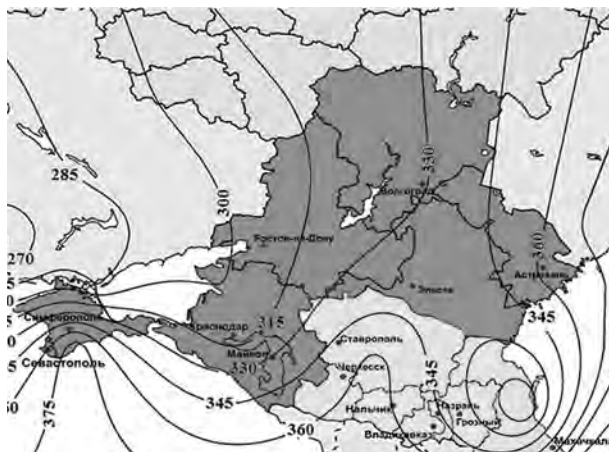 285
300
330
Волгоград
270
360
Ростов-на-Дону
Астрахань
Элиста
345
Симферополь
Краснодар
315
Ставрополь
Майкоп
330
Севастополь
Черкесск
345
375
345
Нальчик
Назрань
Грозный
360
Владикавказ
Махачкала